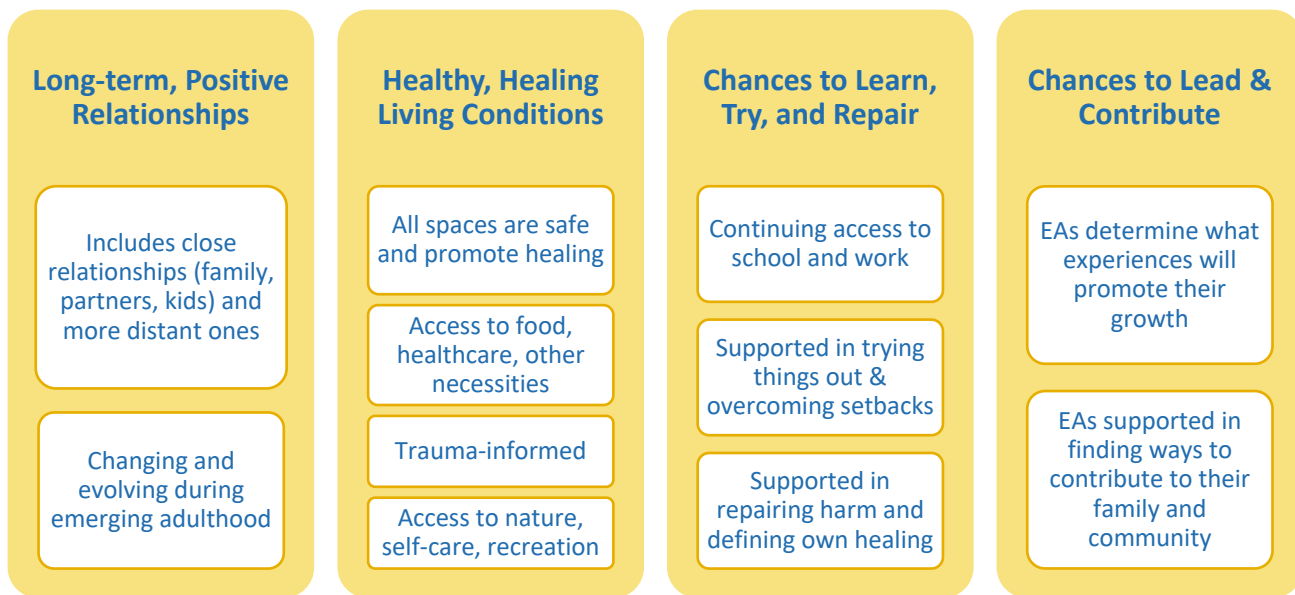 Long-term, Positive
Relationships
Includes close
relationships (family,
partners, kids) and
more distant ones
Changing and
evolving during
emerging adulthood
Healthy, Healing
Living Conditions
All spaces are safe
and promote healing
Access to food,
healthcare, other
necessities
Trauma-informed
Access to nature,
self-care, recreation
Chances to Learn,
Try, and Repair
Continuing access to
school and work
Supported in trying
things out &
overcoming setbacks
Supported in
repairing harm and
defining own healing
Chances to Lead &
Contribute
EAs determine what
experiences will
promote their
growth
EAs supported in
finding ways to
contribute to their
family and
community